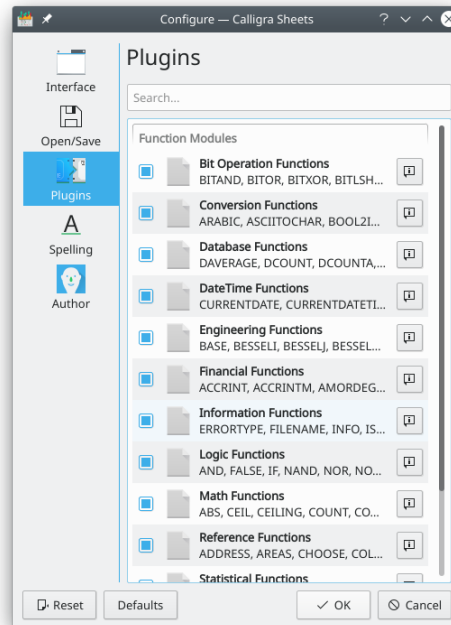 Configure — Calligra Sheets
Interface
Open/Save
Plugins
Spelling
Author
Plugins
Search...
Function Modules
Bit Operation Functions
BITAND, BITOR, BITXOR, BITLSH...
Conversion Functions
ARABIC, ASCIITOCHAR, BOOL2I...
Database Functions
DAVERAGE, DCOUNT, DCOUNTA,...
DateTime Functions
CURRENTDATE, CURRENTDATETI...
Engineering Functions
BASE, BESSELI, BESSELJ, BESSEL...
Financial Functions
ACCRINT, ACCRINTM, AMORDEG...
Information Functions
ERRORTYPE, FILENAME, INFO, IS...
Logic Functions
AND, FALSE, IF, NAND, NOR, NO...
Math Functions
ABS, CEIL, CEILING, COUNT, CO...
Reference Functions
ADDRESS, AREAS, CHOOSE, COL...
Statistical Functions
Reset
Defaults
OK
Cancel